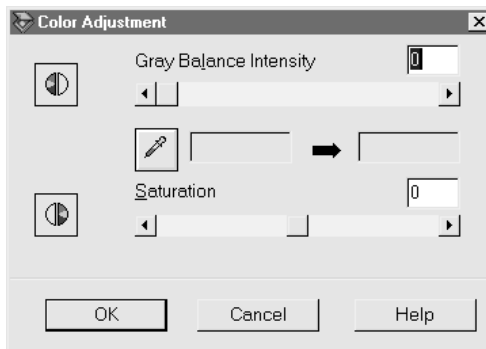 Color Adjustment
Gray Balance Intensity 0
Saturation 0
OK Cancel Help